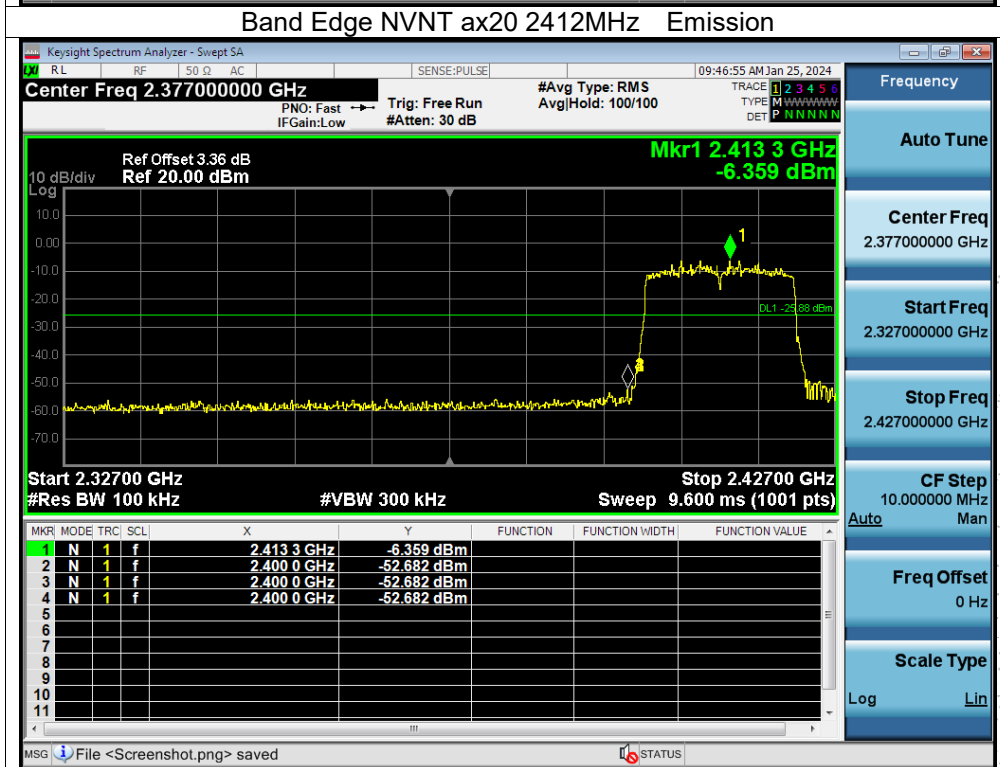 Band Edge NVNT ax20 2412MHz Emission
Keysight Spectrum Analyzer - Swept SA
LXI RL RF 50 Ω AC SENSE:PULSE 09:46:55 AM Jan 25, 2024
Center Freq 2.377000000 GHz #Avg Type: RMS TRACE 1 2 3 4 5 6
PNO: Fast Trig: Free Run Avg|Hold: 100/100 TYPE M WWWWW
IFGain:Low #Atten: 30 dB DET P N N N N N
Mkr1 2.413 3 GHz
Ref Offset 3.36 dB
10 dB/div Ref 20.00 dBm -6.359 dBm
Log
10.0
1
0.00
-10.0
-20.0
DL1 -25.88 dBm
-30.0
-40.0
-50.0
-60.0
-70.0
Start 2.32700 GHz Stop 2.42700 GHz
#Res BW 100 kHz #VBW 300 kHz Sweep 9.600 ms (1001 pts)
MKR MODE TRC SCL X Y FUNCTION FUNCTION WIDTH FUNCTION VALUE
1 N 1 f 2.413 3 GHz -6.359 dBm
2 N 1 f 2.400 0 GHz -52.682 dBm
3 N 1 f 2.400 0 GHz -52.682 dBm
4 N 1 f 2.400 0 GHz -52.682 dBm
5
6
7
8
9
10
11
MSG File <Screenshot.png> saved STATUS
Frequency
Auto Tune
Center Freq
2.377000000 GHz
Start Freq
2.327000000 GHz
Stop Freq
2.427000000 GHz
CF Step
10.000000 MHz
Auto Man
Freq Offset
0 Hz
Scale Type
Log Lin